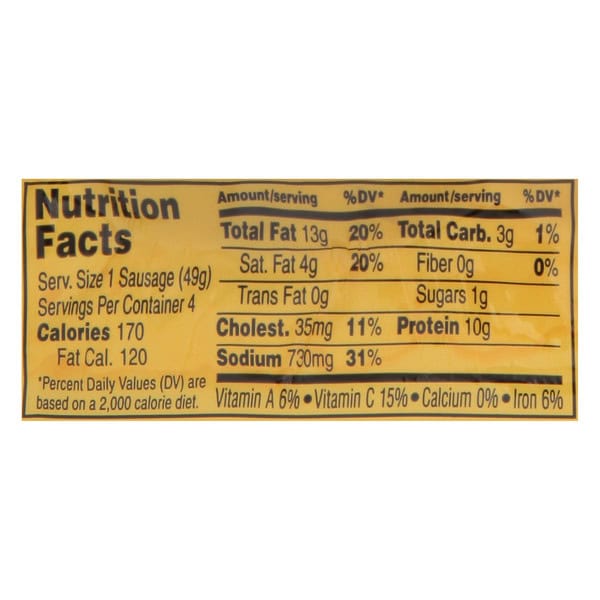 Nutrition
Facts
Serv. Size 1 Sausage (49g)
Servings Per Container 4
Calories 170
Fat Cal. 120
*Percent Daily Values (DV) are
based on a 2,000 calorie diet.
Amount/serving %DV* Amount/serving %DV*
Total Fat 13g 20% Total Carb. 3g 1%
Sat. Fat 4g 20% Fiber 0g 0%
Trans Fat 0g Sugars 1g
Cholest. 35mg 11% Protein 10g
Sodium 730mg 31%
Vitamin A 6% • Vitamin C 15% • Calcium 0% • Iron 6%